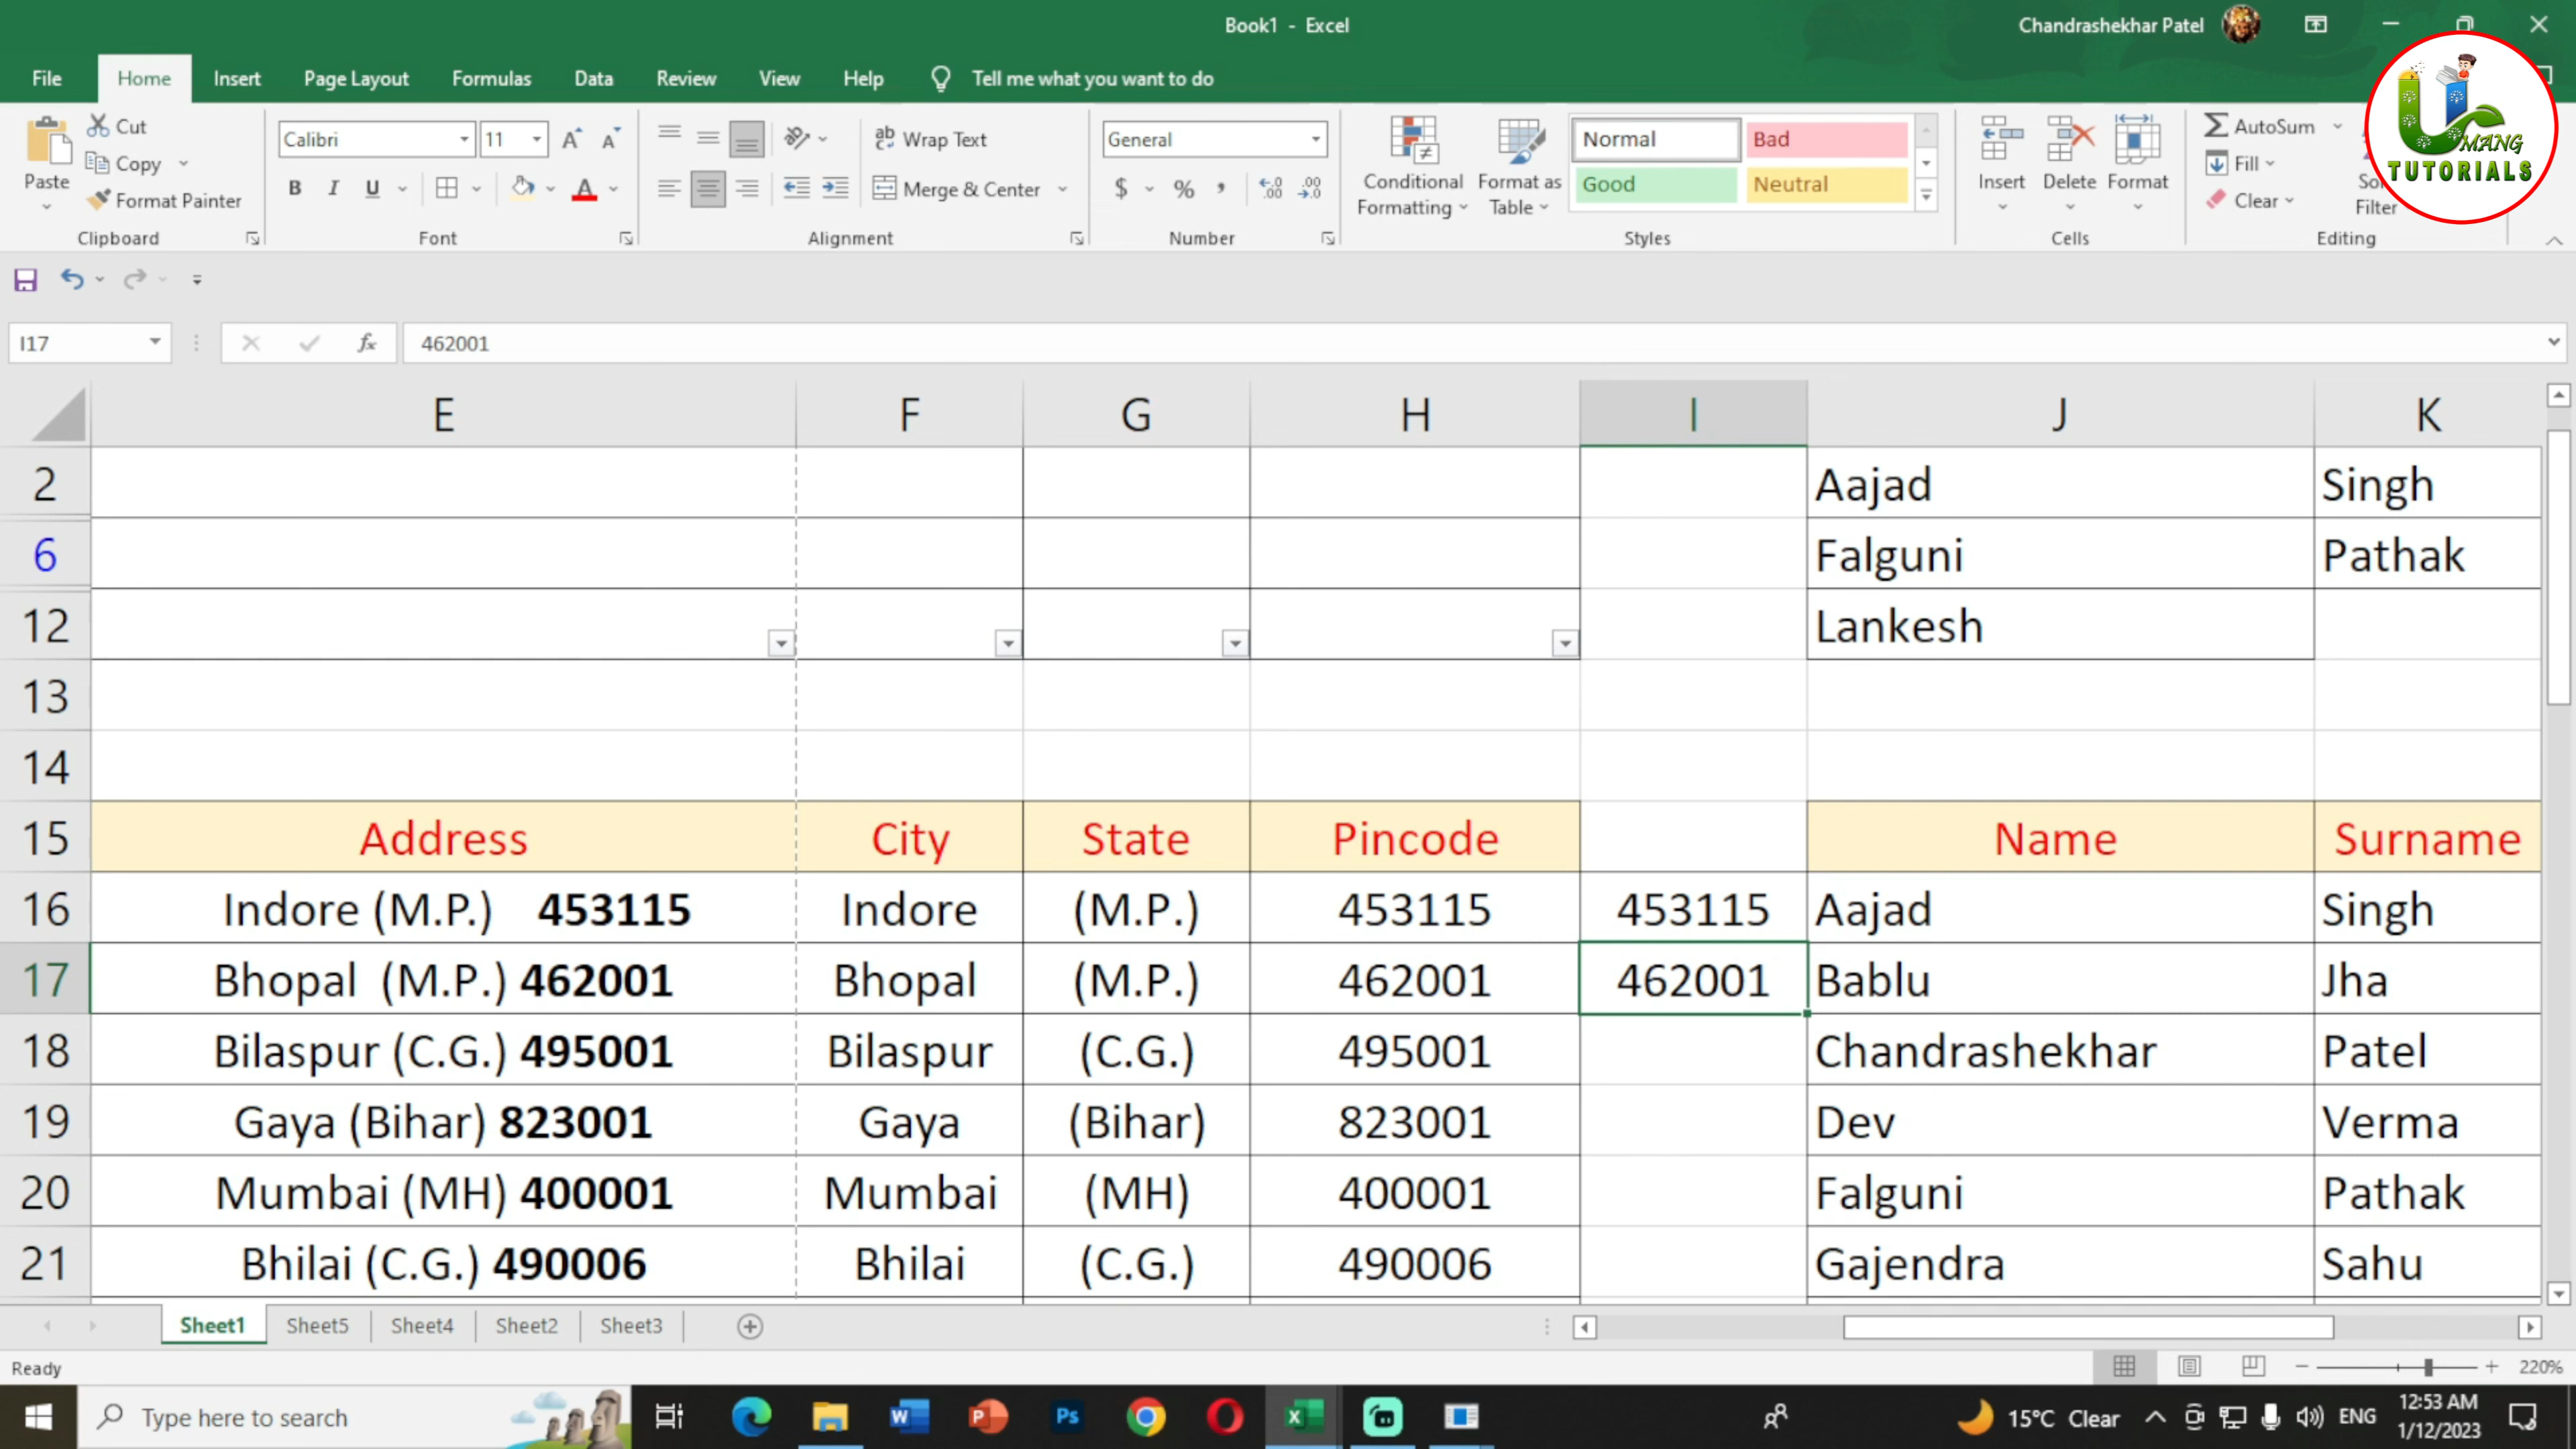 Book1 - Excel
Chandrashekhar Patel
File Home Insert Page Layout Formulas Data Review View Help Tell me what you want to do
Paste
Cut
Copy
Format Painter
Clipboard
Calibri 11
B I U
Font
Wrap Text
Merge & Center
Alignment
General
$ %
Number
Conditional Formatting
Format as Table
Normal Bad
Good Neutral
Styles
Insert Delete Format
Cells
AutoSum
Fill
Clear
Filter
Editing
MANG
TUTORIALS
I17 fx 462001
E F G H I J K
2 Aajad Singh
6 Falguni Pathak
12 Lankesh
13
14
15 Address City State Pincode Name Surname
16 Indore (M.P.) 453115 Indore (M.P.) 453115 453115 Aajad Singh
17 Bhopal (M.P.) 462001 Bhopal (M.P.) 462001 462001 Bablu Jha
18 Bilaspur (C.G.) 495001 Bilaspur (C.G.) 495001 Chandrashekhar Patel
19 Gaya (Bihar) 823001 Gaya (Bihar) 823001 Dev Verma
20 Mumbai (MH) 400001 Mumbai (MH) 400001 Falguni Pathak
21 Bhilai (C.G.) 490006 Bhilai (C.G.) 490006 Gajendra Sahu
Sheet1 Sheet5 Sheet4 Sheet2 Sheet3
Ready 220%
Type here to search 15°C Clear ENG 12:53 AM
1/12/2023